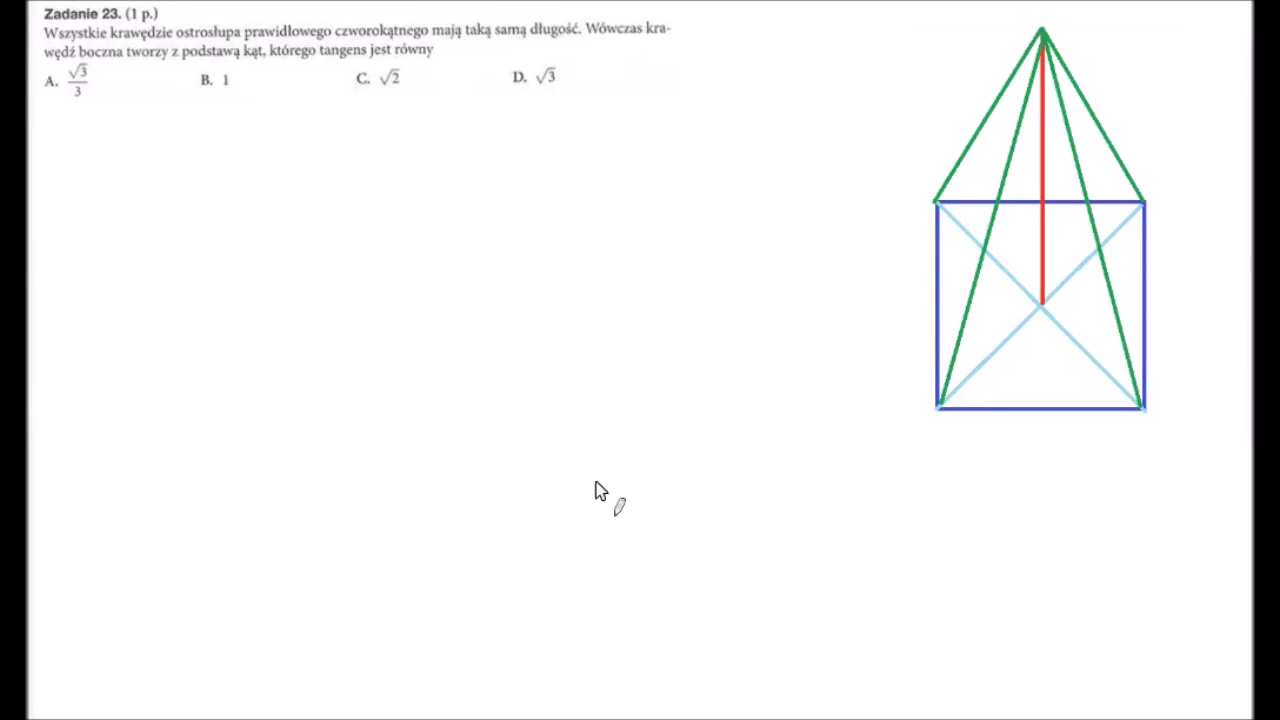 Zadanie 23. (1 p.)
Wszystkie krawędzie ostrosłupa prawidłowego czworokątnego mają taką samą długość. Wówczas kra-
wędź boczna tworzy z podstawą kąt, którego tangens jest równy
A. √3/3 B. 1 C. √2 D. √3